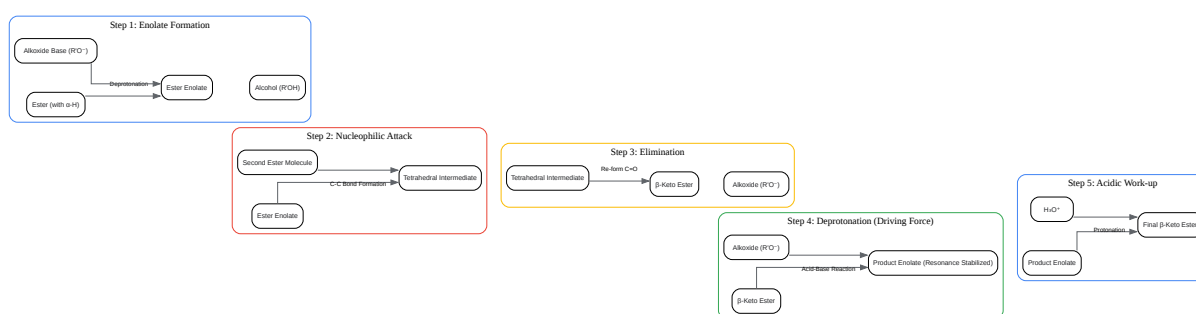 Step 1: Enolate Formation
Alkoxide Base (R'O⁻)
Deprotonation
Ester Enolate
Alcohol (R'OH)
Ester (with α-H)
Step 2: Nucleophilic Attack
Second Ester Molecule
Tetrahedral Intermediate
C-C Bond Formation
Ester Enolate
Step 3: Elimination
Tetrahedral Intermediate
Re-form C=O
β-Keto Ester
Alkoxide (R'O⁻)
Step 4: Deprotonation (Driving Force)
Alkoxide (R'O⁻)
Product Enolate (Resonance Stabilized)
Acid-Base Reaction
β-Keto Ester
Step 5: Acidic Work-up
H₃O⁺
Final β-Keto Ester
Protonation
Product Enolate